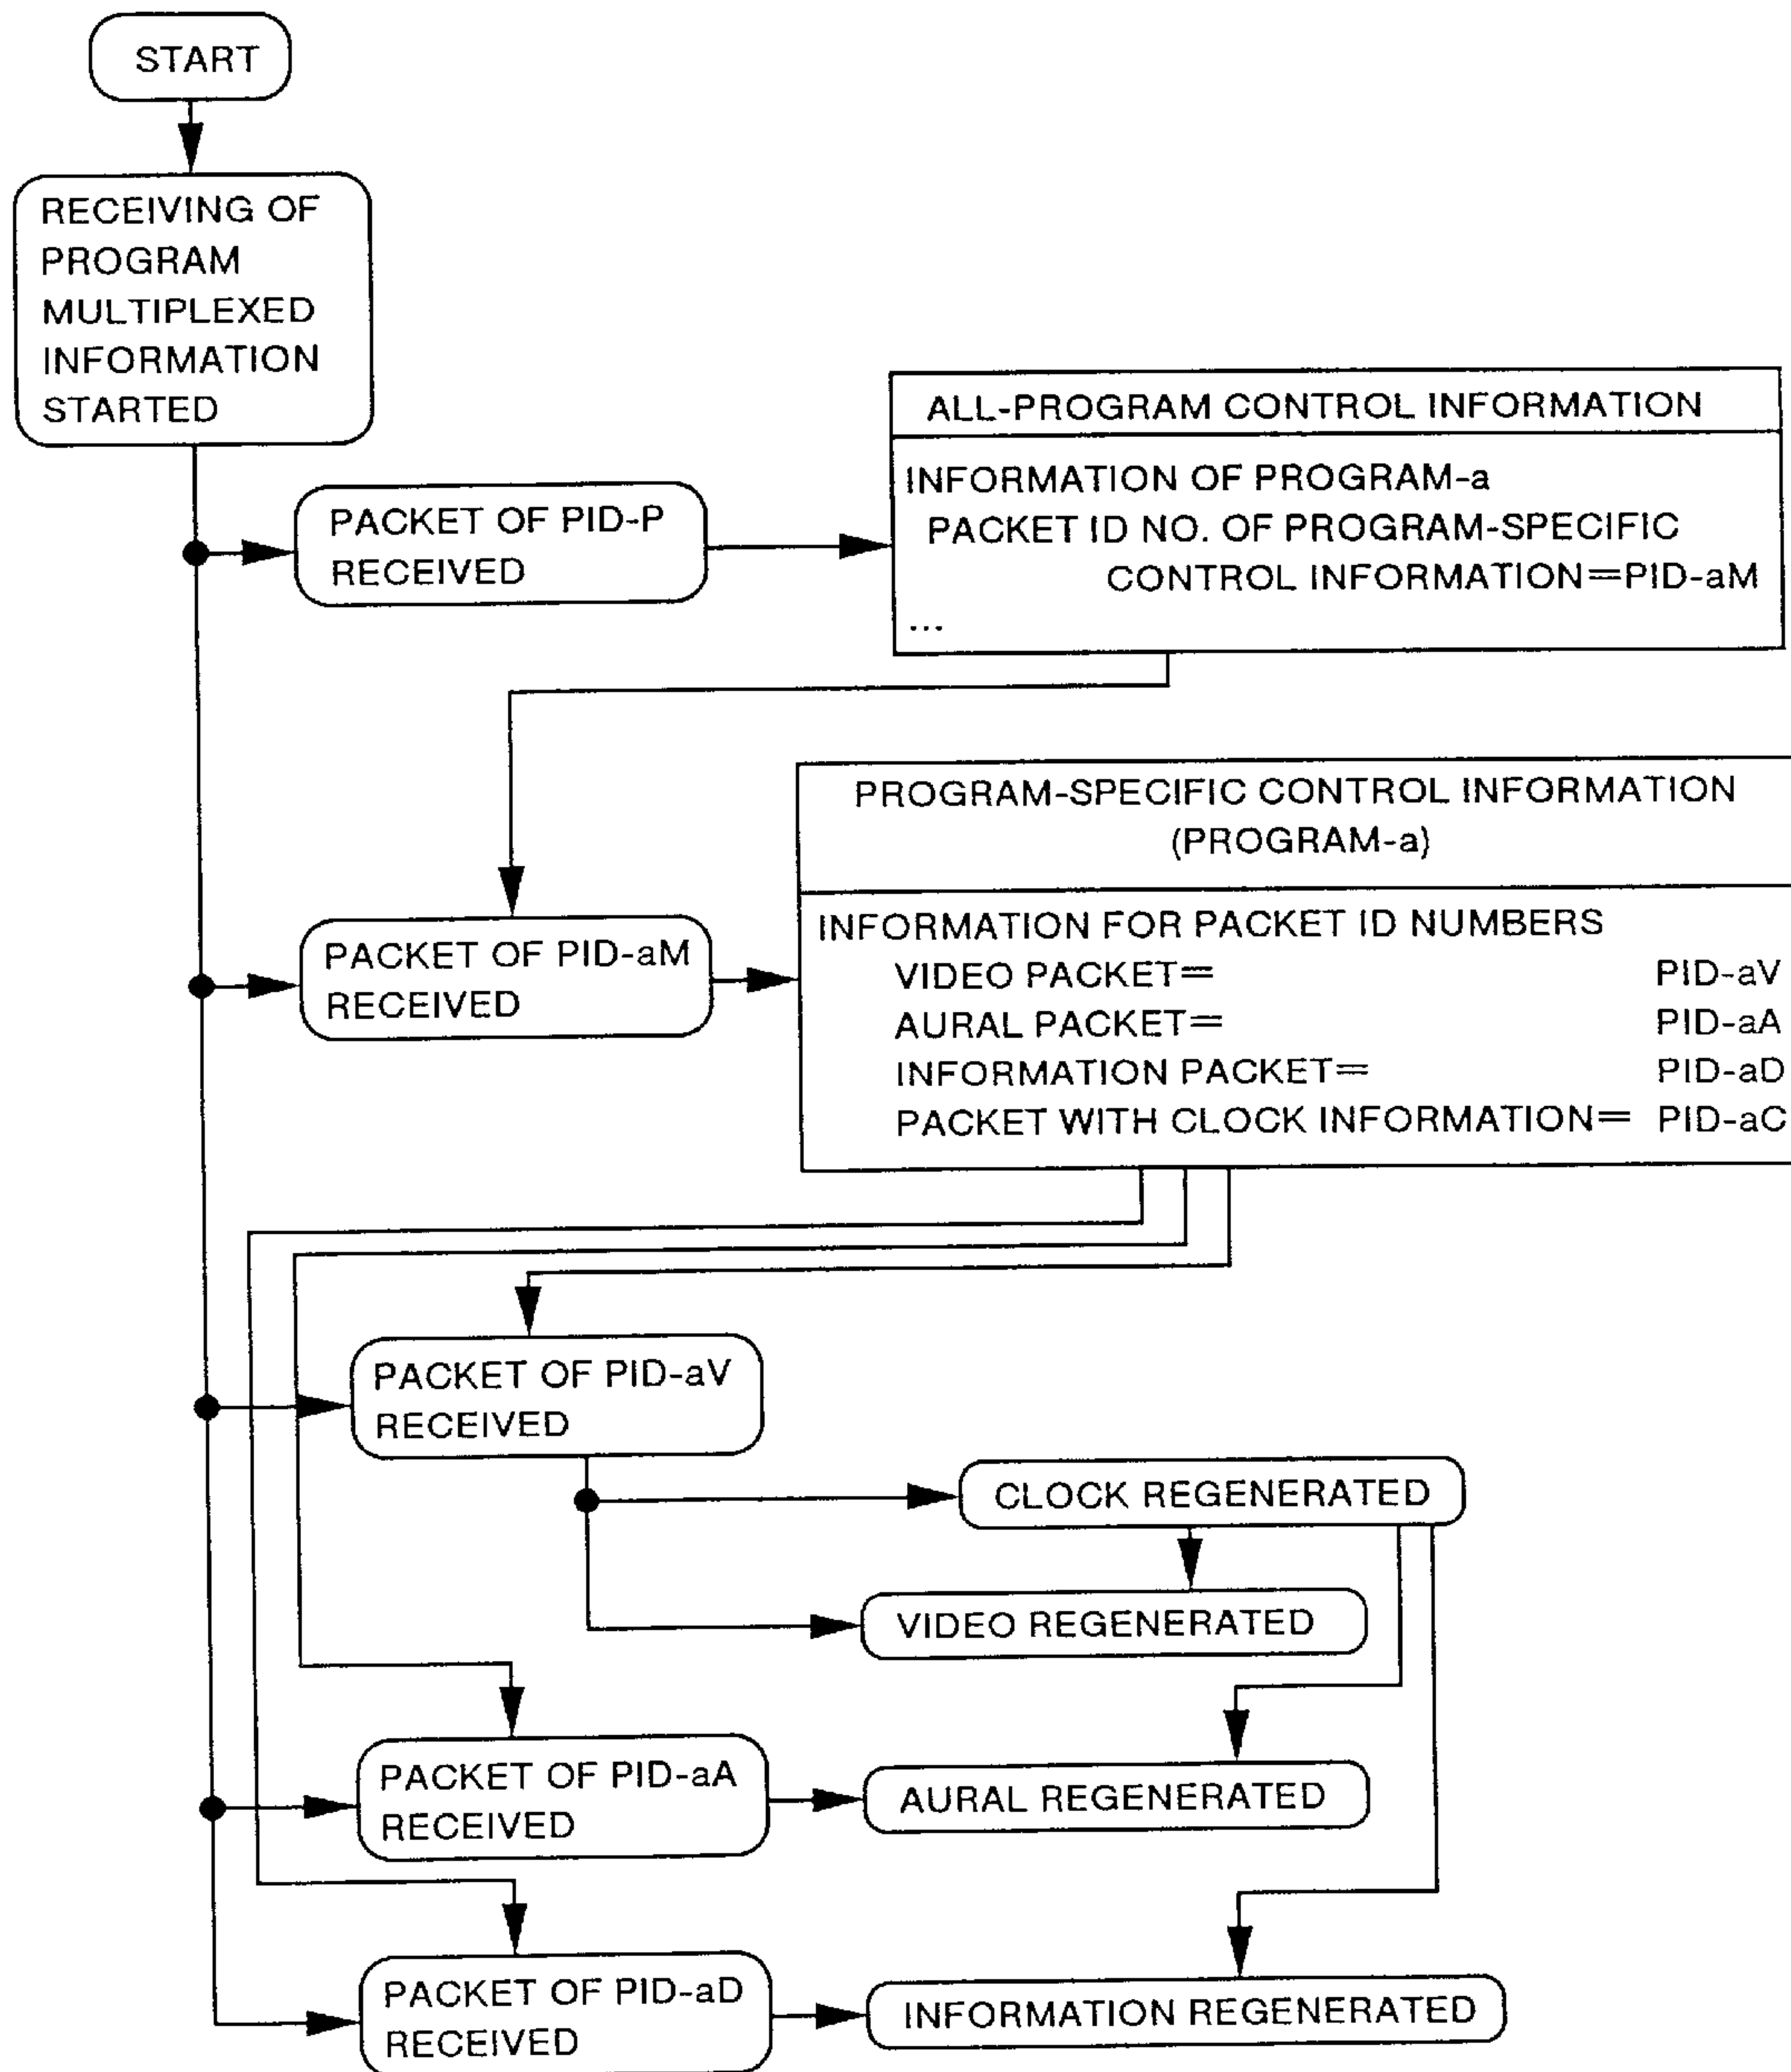 START
RECEIVING OF
PROGRAM
MULTIPLEXED
INFORMATION
STARTED
ALL-PROGRAM CONTROL INFORMATION
INFORMATION OF PROGRAM-a
PACKET ID NO. OF PROGRAM-SPECIFIC
CONTROL INFORMATION=PID-aM
...
PACKET OF PID-P
RECEIVED
PROGRAM-SPECIFIC CONTROL INFORMATION
(PROGRAM-a)
INFORMATION FOR PACKET ID NUMBERS
VIDEO PACKET= PID-aV
AURAL PACKET= PID-aA
INFORMATION PACKET= PID-aD
PACKET WITH CLOCK INFORMATION= PID-aC
PACKET OF PID-aM
RECEIVED
PACKET OF PID-aV
RECEIVED
CLOCK REGENERATED
VIDEO REGENERATED
PACKET OF PID-aA
RECEIVED
AURAL REGENERATED
PACKET OF PID-aD
RECEIVED
INFORMATION REGENERATED